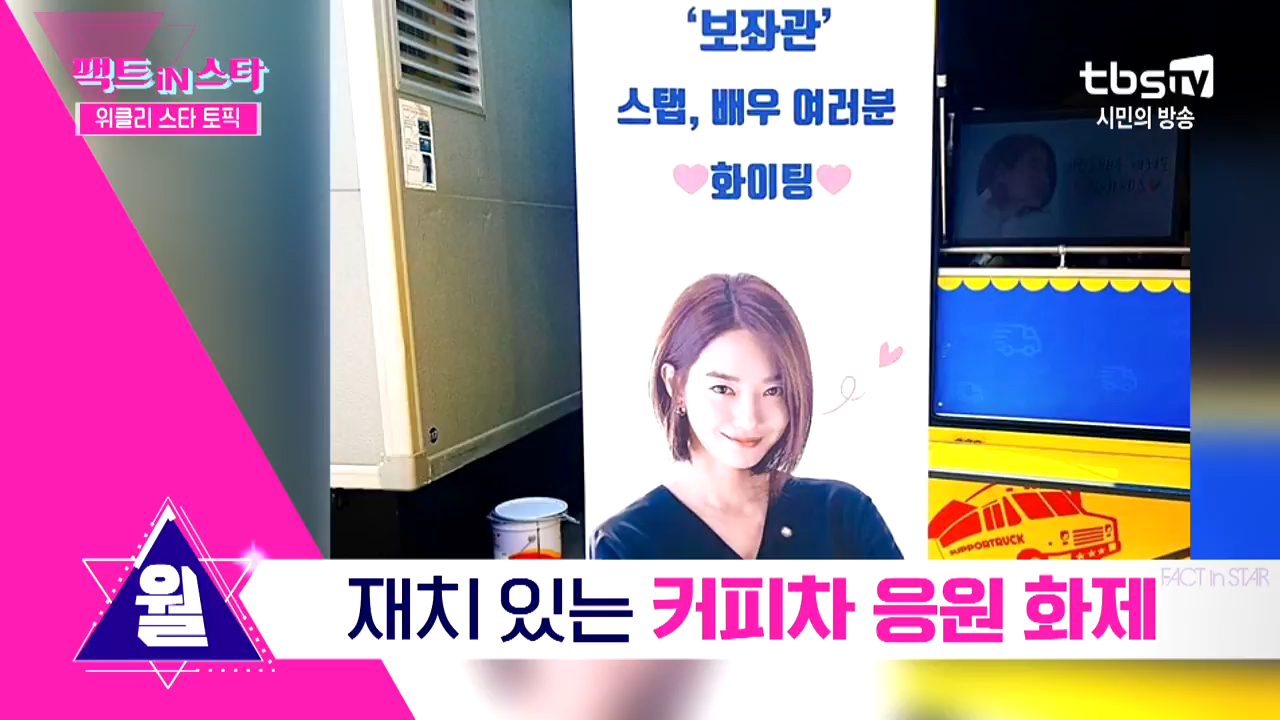 팩트 iN 스타
위클리 스타 토픽
tbs TV
시민의 방송
'보좌관'
스탭, 배우 여러분
화이팅
SUPPORTRUCK
월
재치 있는 커피차 응원 화제
FACT in STAR